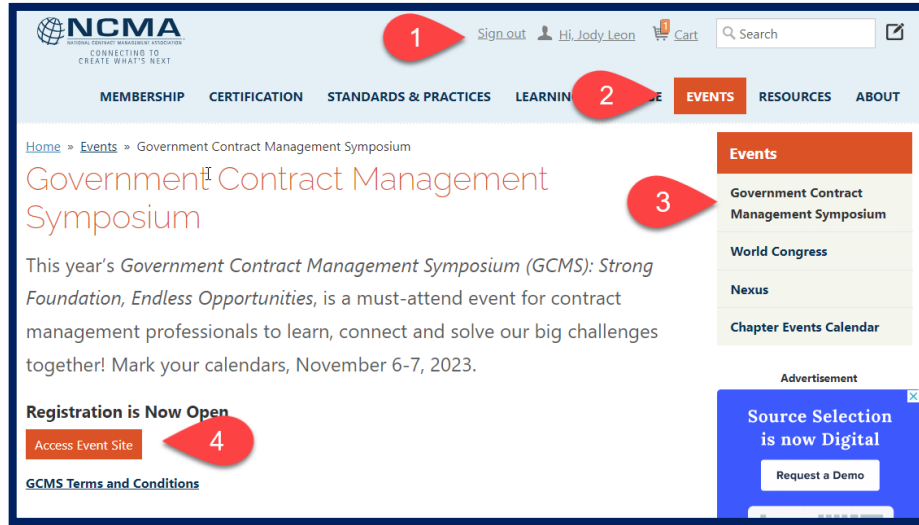 NCMA
NATIONAL CONTRACT MANAGEMENT ASSOCIATION
CONNECTING TO
CREATE WHAT'S NEXT
1
Sign out Hi, Jody Leon 1 Cart Search
MEMBERSHIP CERTIFICATION STANDARDS & PRACTICES LEARNIN 2 E EVENTS RESOURCES ABOUT
Home » Events » Government Contract Management Symposium
Government Contract Management
Symposium
This year's Government Contract Management Symposium (GCMS): Strong
Foundation, Endless Opportunities, is a must-attend event for contract
management professionals to learn, connect and solve our big challenges
together! Mark your calendars, November 6-7, 2023.
Registration is Now Open
Access Event Site
4
GCMS Terms and Conditions
Events
3
Government Contract
Management Symposium
World Congress
Nexus
Chapter Events Calendar
Advertisement
Source Selection
is now Digital
Request a Demo